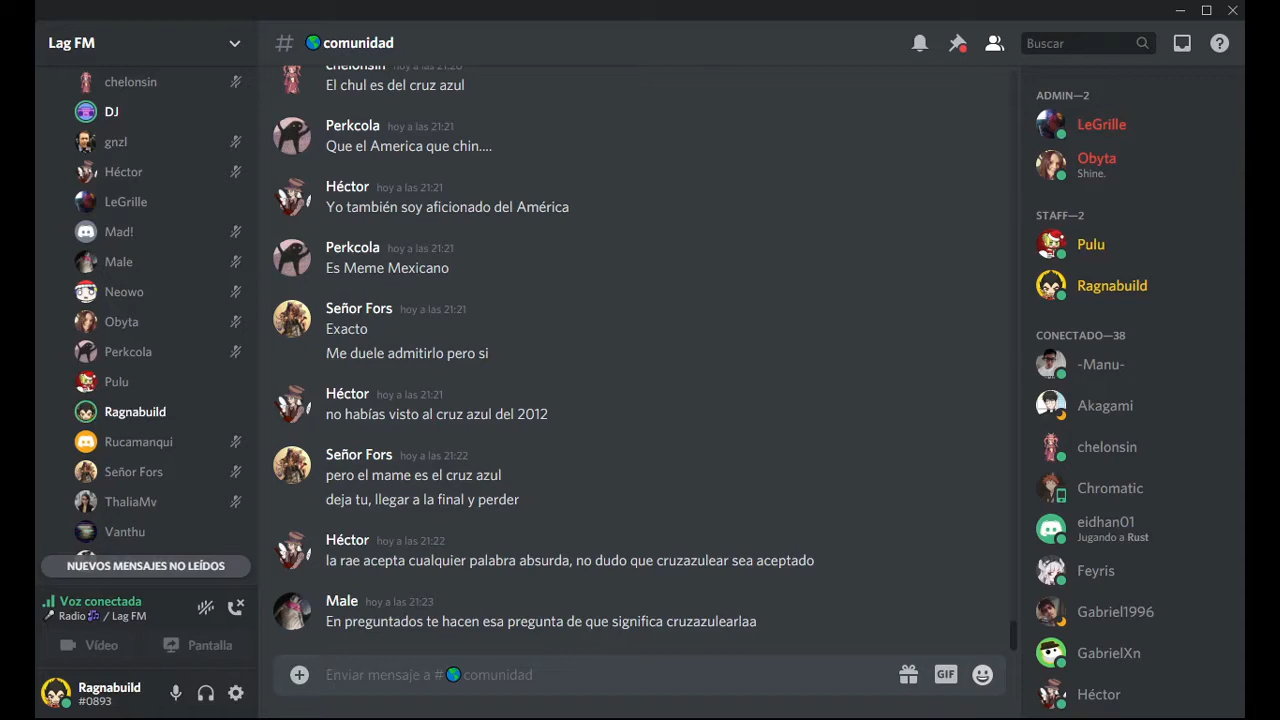 Lag FM
chelonsin
DJ
gnzl
Héctor
LeGrille
Mad!
Male
Neowo
Obyta
Perkcola
Pulu
Ragnabuild
Rucamanqui
Señor Fors
ThaliaMv
Vanthu
NUEVOS MENSAJES NO LEÍDOS
Voz conectada
Radio / Lag FM
Vídeo
Pantalla
Ragnabuild
#0893
# comunidad
Buscar
chelonsin hoy a las 21:20
El chul es del cruz azul
Perkcola hoy a las 21:21
Que el America que chin....
Héctor hoy a las 21:21
Yo también soy aficionado del América
Perkcola hoy a las 21:21
Es Meme Mexicano
Señor Fors hoy a las 21:21
Exacto
Me duele admitirlo pero si
Héctor hoy a las 21:21
no habías visto al cruz azul del 2012
Señor Fors hoy a las 21:22
pero el mame es el cruz azul
deja tu, llegar a la final y perder
Héctor hoy a las 21:22
la rae acepta cualquier palabra absurda, no dudo que cruzazulear sea aceptado
Male hoy a las 21:23
En preguntados te hacen esa pregunta de que significa cruzazulearlaa
Enviar mensaje a # comunidad
GIF
ADMIN—2
LeGrille
Obyta
Shine.
STAFF—2
Pulu
Ragnabuild
CONECTADO—38
-Manu-
Akagami
chelonsin
Chromatic
eidhan01
Jugando a Rust
Feyris
Gabriel1996
GabrielXn
Héctor